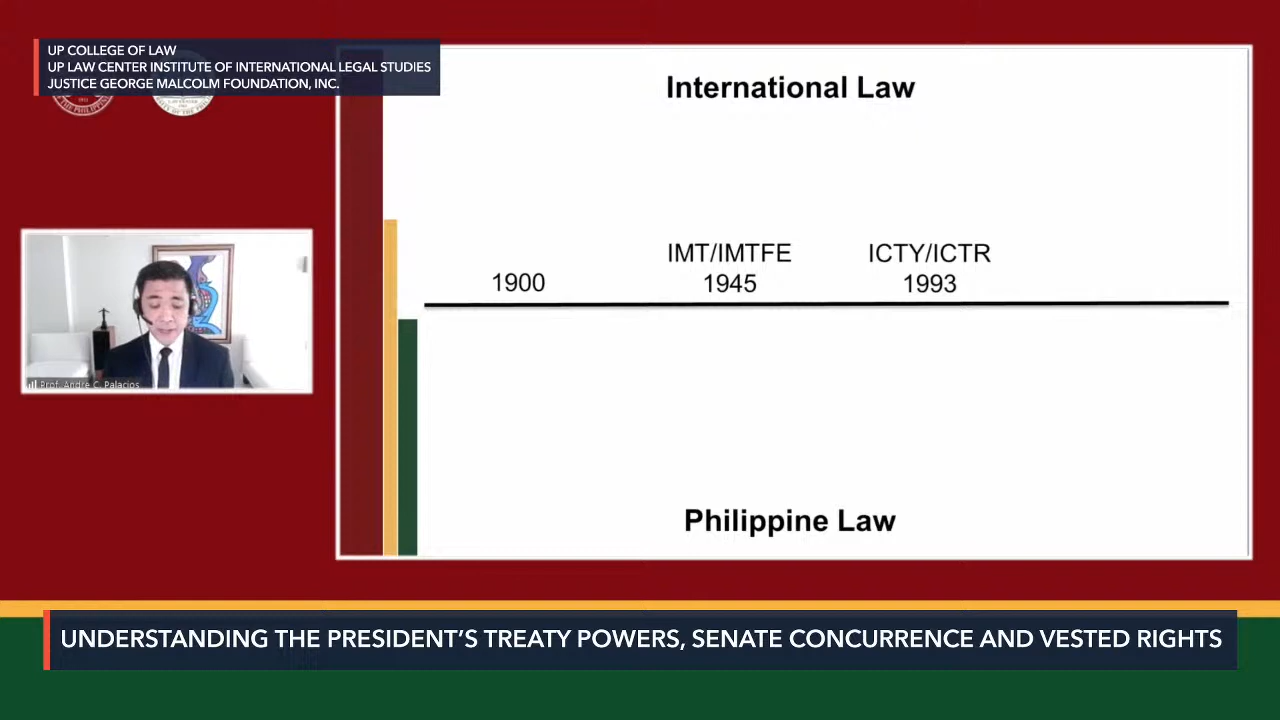 UP COLLEGE OF LAW
UP LAW CENTER INSTITUTE OF INTERNATIONAL LEGAL STUDIES
JUSTICE GEORGE MALCOLM FOUNDATION, INC.
International Law
IMT/IMTFE
ICTY/ICTR
1900
1945
1993
Prof. Andre C. Palacios
Philippine Law
UNDERSTANDING THE PRESIDENT'S TREATY POWERS, SENATE CONCURRENCE AND VESTED RIGHTS